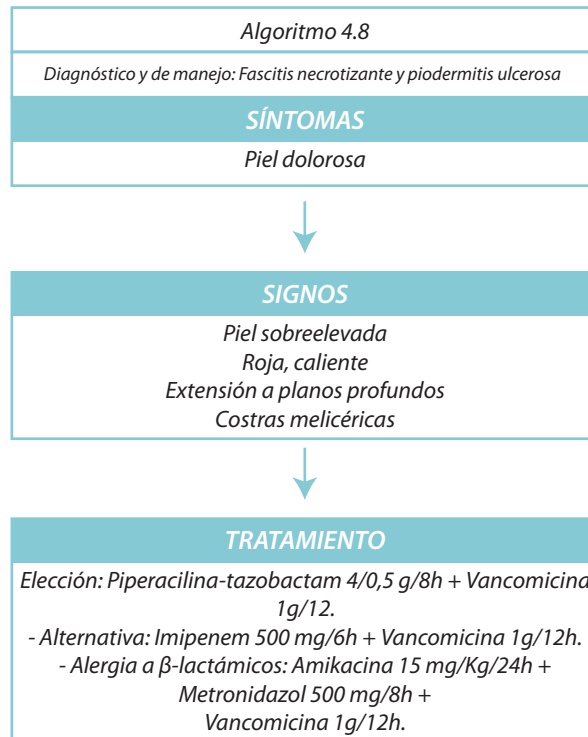 Algoritmo 4.8
Diagnóstico y de manejo: Fascitis necrotizante y piodermitis ulcerosa
SÍNTOMAS
Piel dolorosa
SIGNOS
Piel sobreelevada
Roja, caliente
Extensión a planos profundos
Costras melicéricas
TRATAMIENTO
Elección: Piperacilina-tazobactam 4/0,5 g/8h + Vancomicina
1g/12.
- Alternativa: Imipenem 500 mg/6h + Vancomicina 1g/12h.
- Alergia a β-lactámicos: Amikacina 15 mg/Kg/24h +
Metronidazol 500 mg/8h +
Vancomicina 1g/12h.